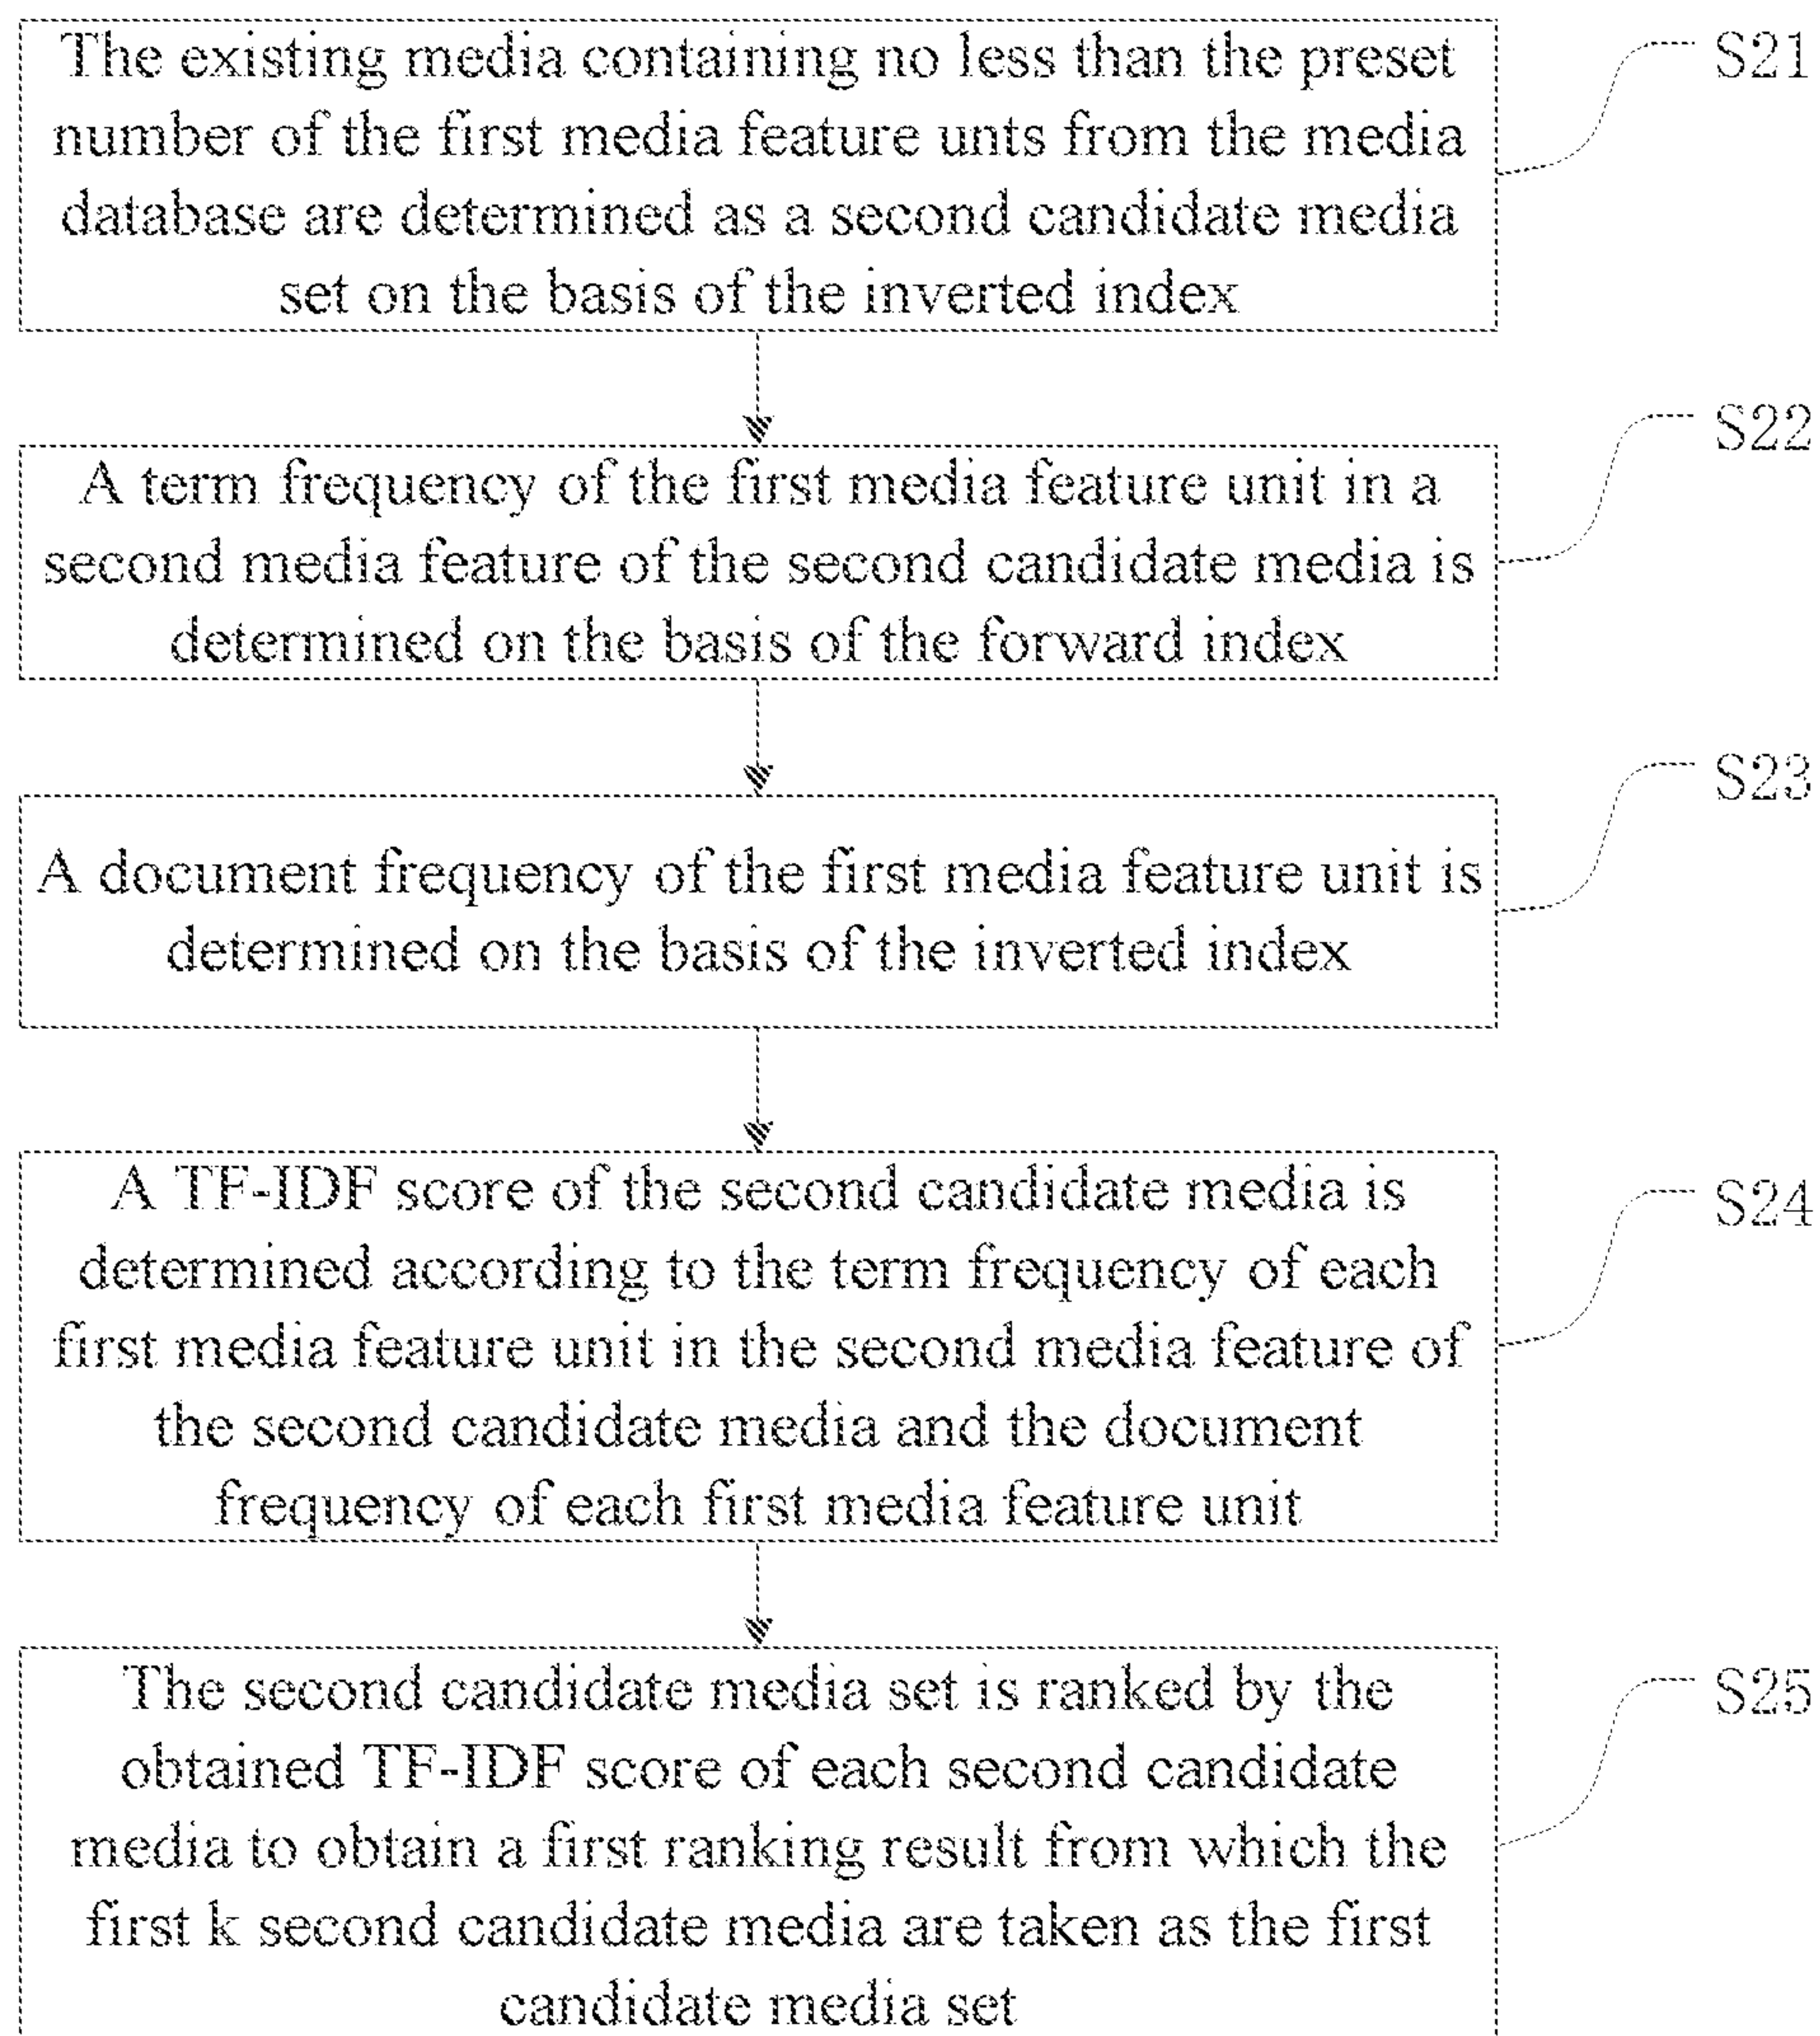 The existing media containing no less than the preset
number of the first media feature unts from the media
database are determined as a second candidate media
set on the basis of the inverted index
S21
A term frequency of the first media feature unit in a
second media feature of the second candidate media is
determined on the basis of the forward index
S22
A document frequency of the first media feature unit is
determined on the basis of the inverted index
S23
A TF-IDF score of the second candidate media is
determined according to the term frequency of each
first media feature unit in the second media feature of
the second candidate media and the document
frequency of each first media feature unit
S24
The second candidate media set is ranked by the
obtained TF-IDF score of each second candidate
media to obtain a first ranking result from which the
first k second candidate media are taken as the first
candidate media set
S25